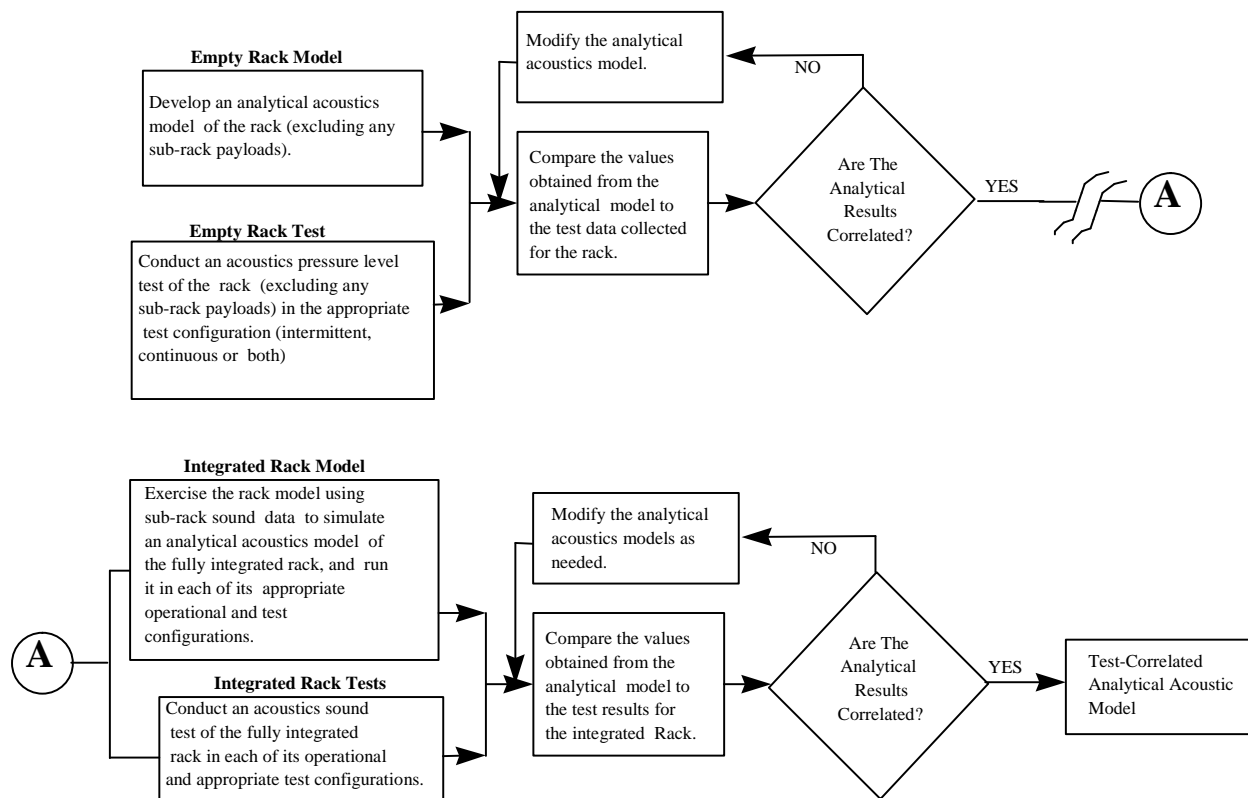 Empty Rack Model
Develop an analytical acoustics
model of the rack (excluding any
sub-rack payloads).
Empty Rack Test
Conduct an acoustics pressure level
test of the rack (excluding any
sub-rack payloads) in the appropriate
test configuration (intermittent,
continuous or both)
Modify the analytical
acoustics model.
NO
Compare the values
obtained from the
analytical model to
the test data collected
for the rack.
Are The
Analytical
Results
Correlated?
YES
A
A
Integrated Rack Model
Exercise the rack model using
sub-rack sound data to simulate
an analytical acoustics model of
the fully integrated rack, and run
it in each of its appropriate
operational and test
configurations.
Integrated Rack Tests
Conduct an acoustics sound
test of the fully integrated
rack in each of its operational
and appropriate test configurations.
Modify the analytical
acoustics models as
needed.
NO
Compare the values
obtained from the
analytical model to
the test results for
the integrated Rack.
Are The
Analytical
Results
Correlated?
YES
Test-Correlated
Analytical Acoustic
Model